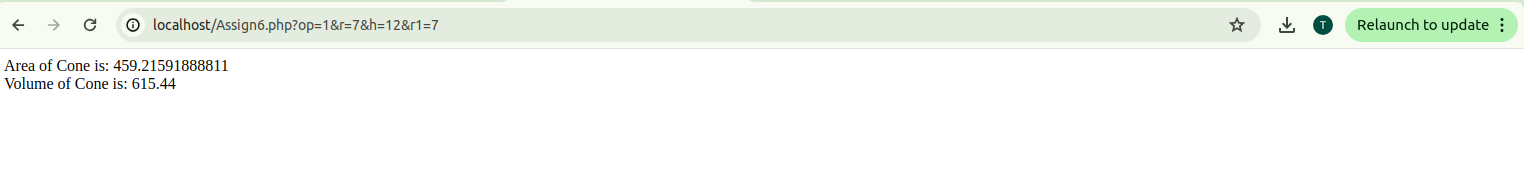 localhost/Assign6.php?op=1&r=7&h=12&r1=7
T
Relaunch to update
Area of Cone is: 459.21591888811
Volume of Cone is: 615.44